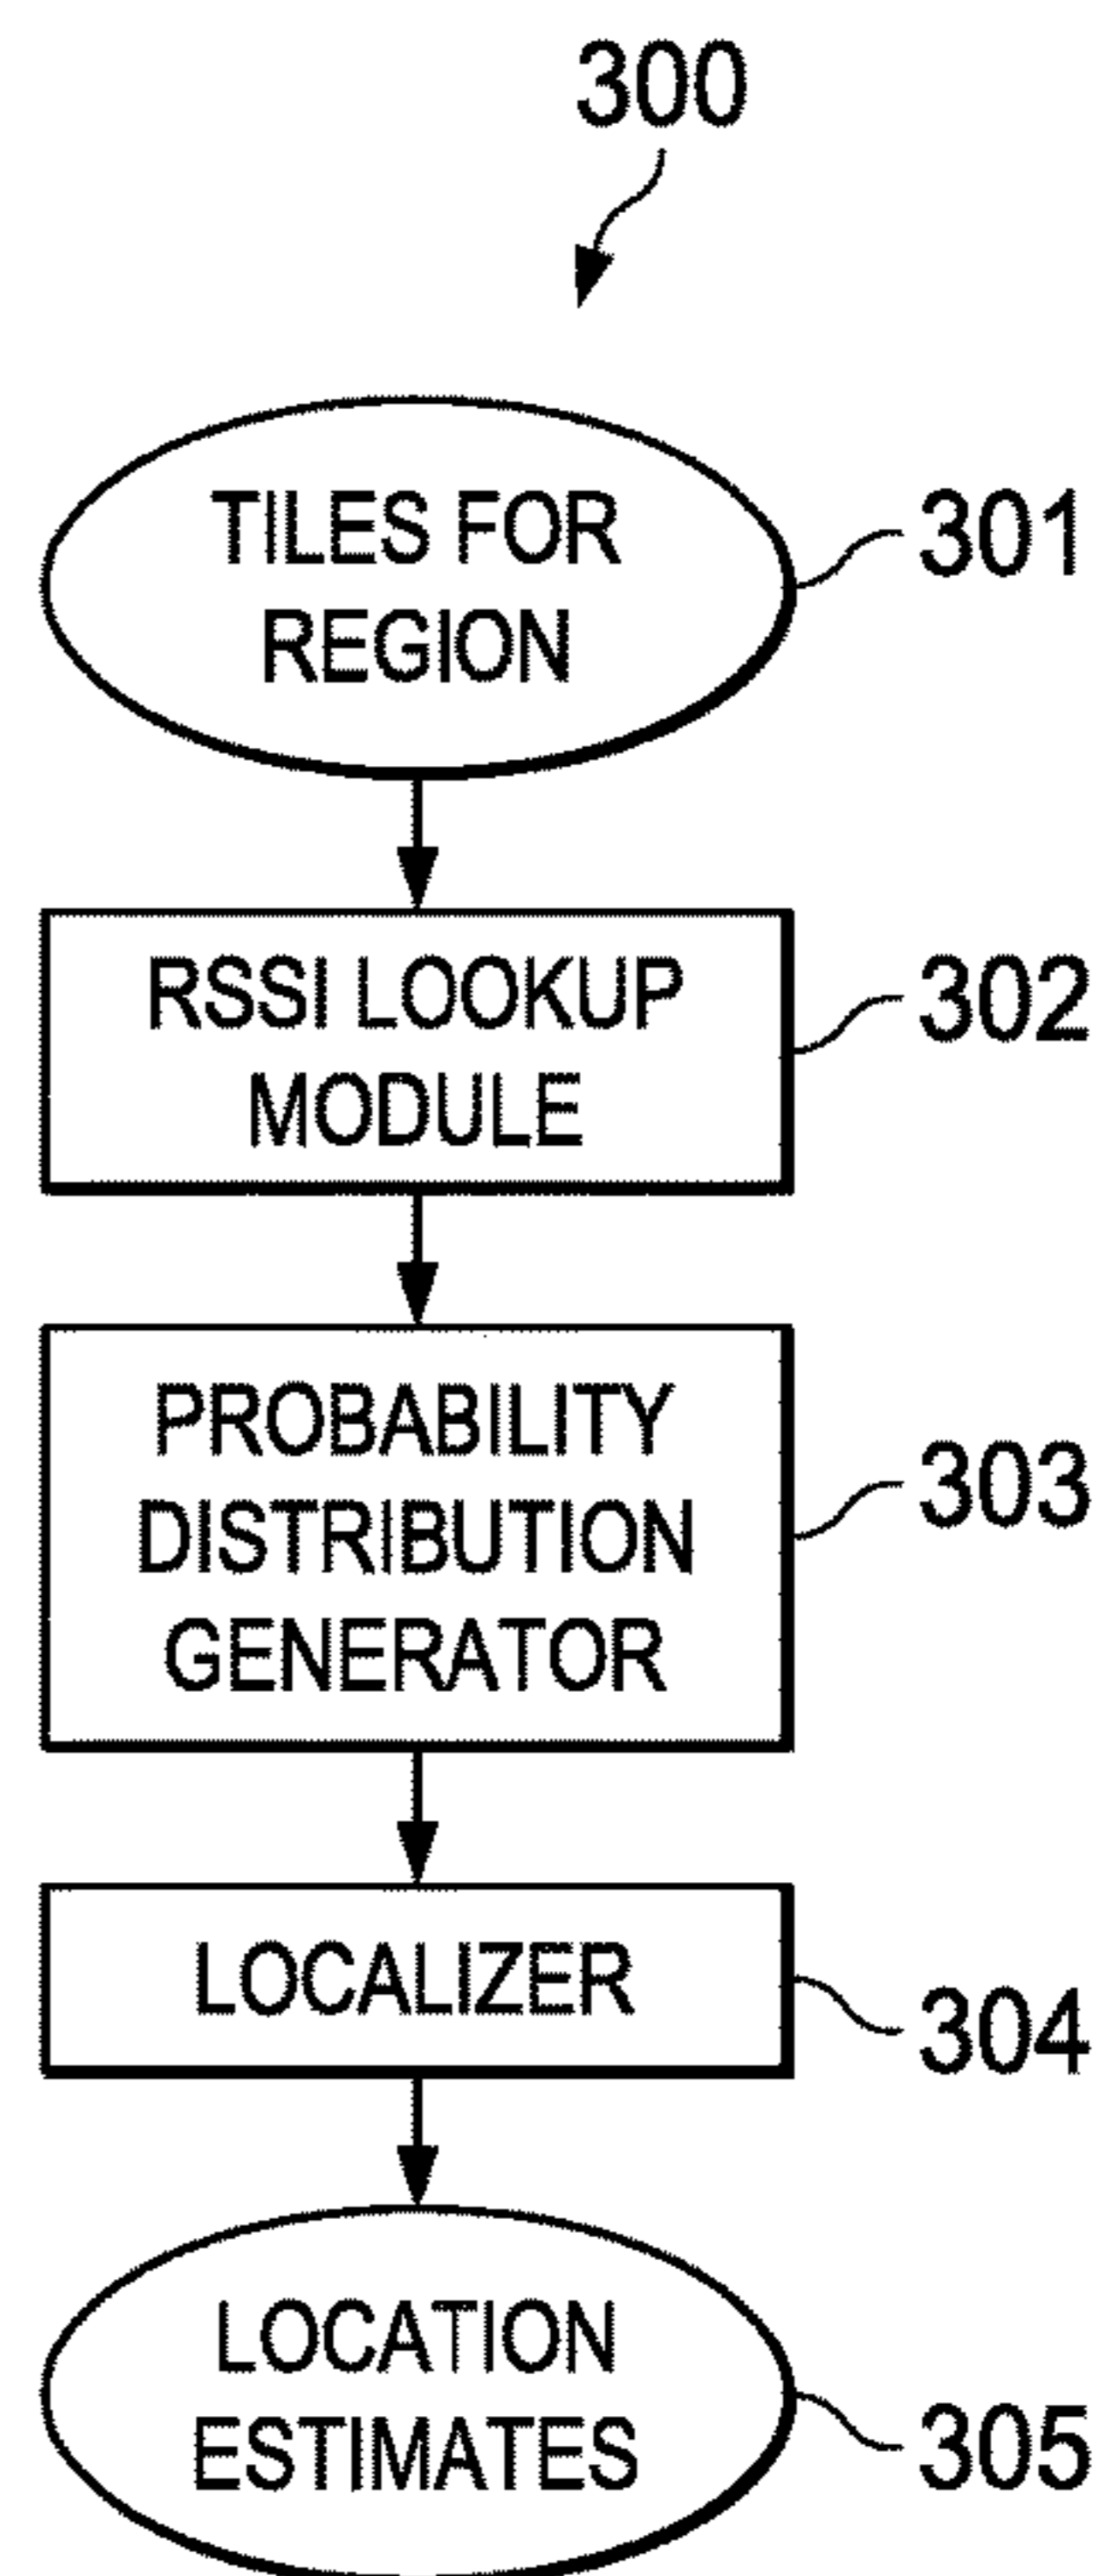 300
TILES FOR
REGION
301
RSSI LOOKUP
MODULE
302
PROBABILITY
DISTRIBUTION
GENERATOR
303
LOCALIZER
304
LOCATION
ESTIMATES
305